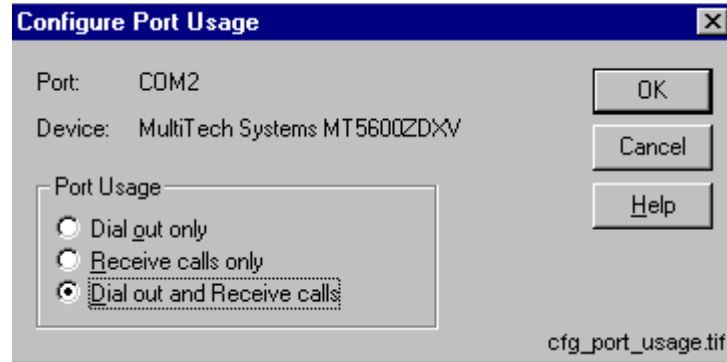 Configure Port Usage
Port: COM2
Device: MultiTech Systems MT5600ZDXV
Port Usage
Dial out only
Receive calls only
Dial out and Receive calls
OK
Cancel
Help
cfg_port_usage.tif